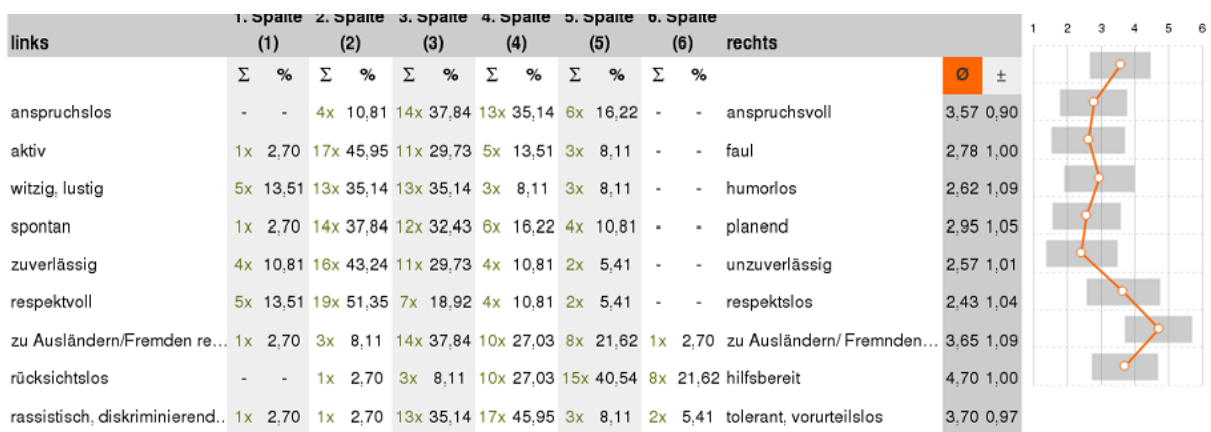 1. Spalte 2. Spalte 3. Spalte 4. Spalte 5. Spalte 6. Spalte
links (1) (2) (3) (4) (5) (6) rechts
1 2 3 4 5 6
Σ % Σ % Σ % Σ % Σ % Σ % Ø ±
anspruchslos - - 4x 10,81 14x 37,84 13x 35,14 6x 16,22 - - anspruchsvoll 3,57 0,90
aktiv 1x 2,70 17x 45,95 11x 29,73 5x 13,51 3x 8,11 - - faul 2,78 1,00
witzig, lustig 5x 13,51 13x 35,14 13x 35,14 3x 8,11 3x 8,11 - - humorlos 2,62 1,09
spontan 1x 2,70 14x 37,84 12x 32,43 6x 16,22 4x 10,81 - - planend 2,95 1,05
zuverlässig 4x 10,81 16x 43,24 11x 29,73 4x 10,81 2x 5,41 - - unzuverlässig 2,57 1,01
respektvoll 5x 13,51 19x 51,35 7x 18,92 4x 10,81 2x 5,41 - - respektslos 2,43 1,04
zu Ausländern/Fremden re... 1x 2,70 3x 8,11 14x 37,84 10x 27,03 8x 21,62 1x 2,70 zu Ausländern/ Fremnden... 3,65 1,09
rücksichtslos - - 1x 2,70 3x 8,11 10x 27,03 15x 40,54 8x 21,62 hilfsbereit 4,70 1,00
rassistisch, diskriminierend.. 1x 2,70 1x 2,70 13x 35,14 17x 45,95 3x 8,11 2x 5,41 tolerant, vorurteilslos 3,70 0,97